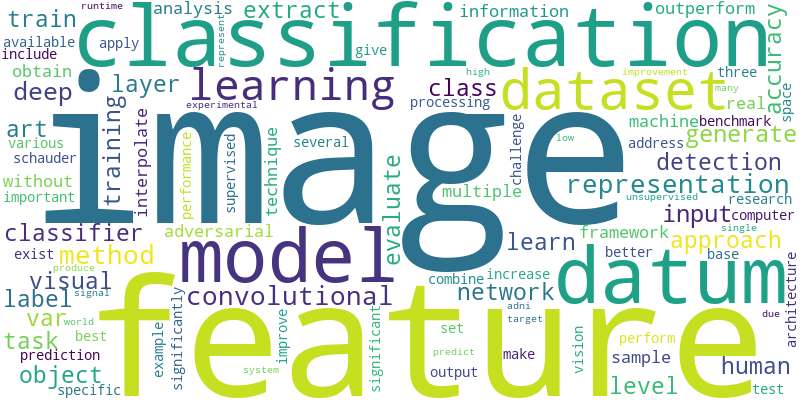 runtime
analysis
extract
information
outperform
train
classification
represent
accuracy
available
apply
give
include
obtain
deep
layer
learning
class
dataset
high
improvement
three
many
space
processing
real
experimental
art
training
interpolate
image
several
challenge
machine
benchmark
various
technique
low
address
generate
schauder
performance
supervised
evaluate
detection
without
multiple
representation
unsupervised
research
important
input
computer
classifier
adversarial
model
learn
framework
single
approach
exist
method
better
base
produce
visual
combine
increase
datum
signal
convolutional
network
label
feature
adni
architecture
var
world
target
due
task
best
set
perform
prediction
example
significantly
improve
significant
predict
make
vision
sample
human
object
system
output
level
specific
test